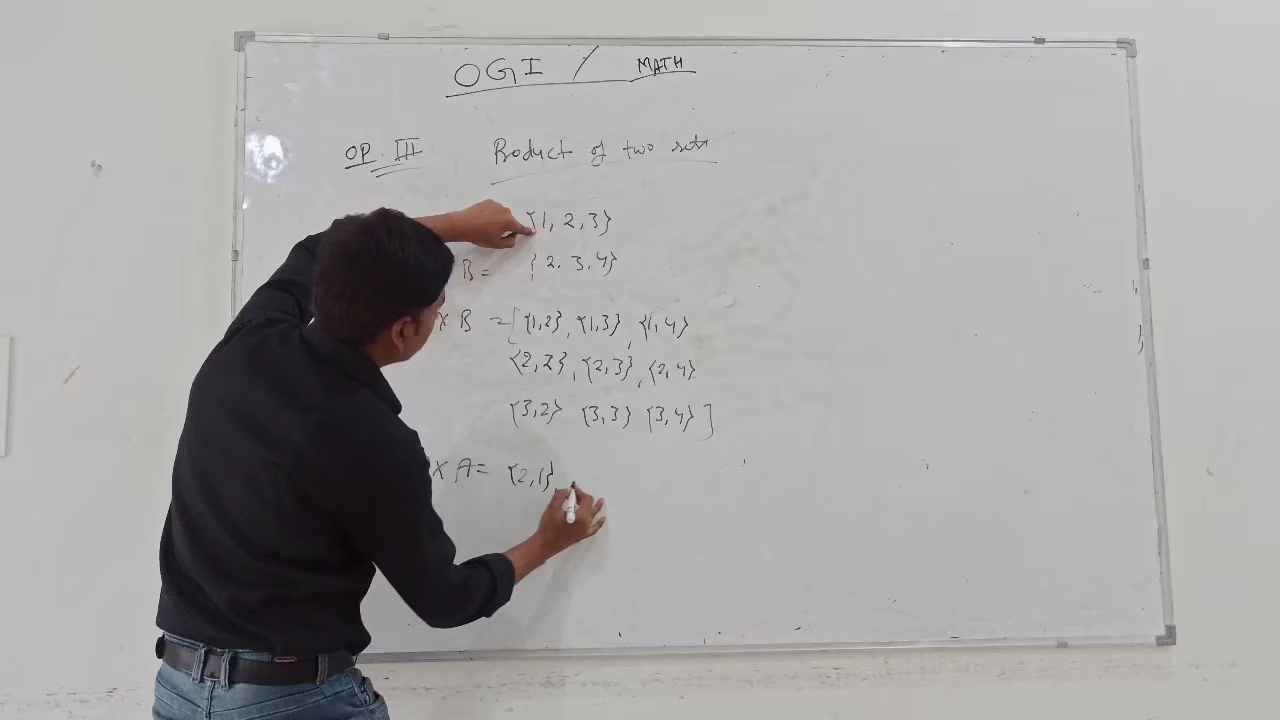 OGI / MATH
OP. III Product of two sets
{1, 2, 3}
B = {2, 3, 4}
X B = [{1,2}, {1,3}, {1,4}
{2,2}, {2,3}, {2,4}
{3,2} {3,3} {3,4}]
X A = {2,1},